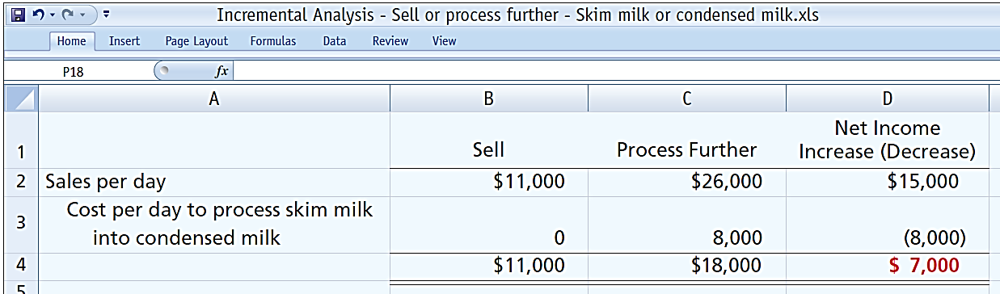 Incremental Analysis - Sell or process further - Skim milk or condensed milk.xls
Home Insert Page Layout Formulas Data Review View
P18 fx
A B C D
1 Sell Process Further Net Income
Increase (Decrease)
2 Sales per day $11,000 $26,000 $15,000
3 Cost per day to process skim milk
into condensed milk 0 8,000 (8,000)
4 $11,000 $18,000 $ 7,000
5